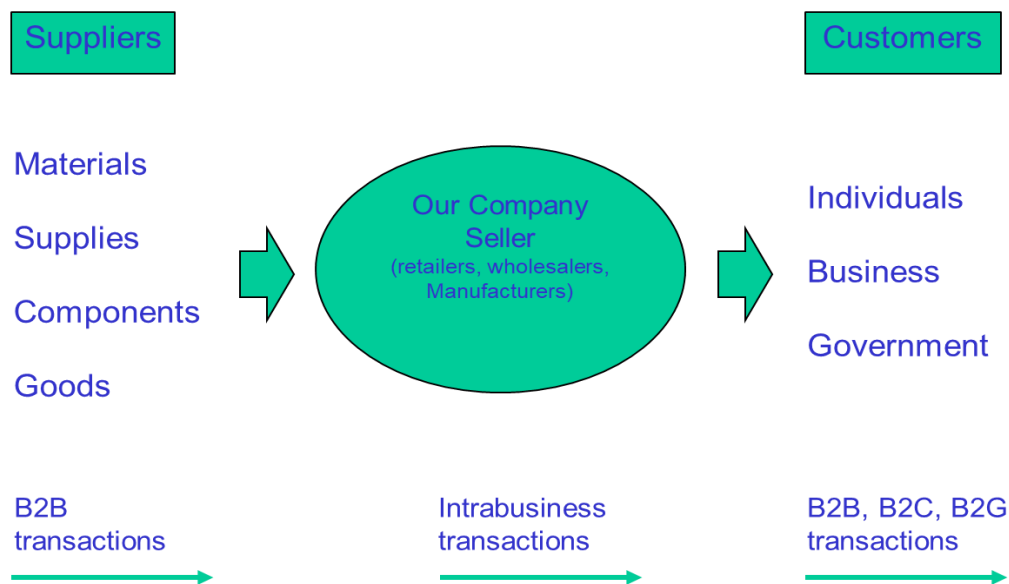 Suppliers
Customers
Materials
Supplies
Components
Goods
Our Company
Seller
(retailers, wholesalers,
Manufacturers)
Individuals
Business
Government
B2B
transactions
Intrabusiness
transactions
B2B, B2C, B2G
transactions